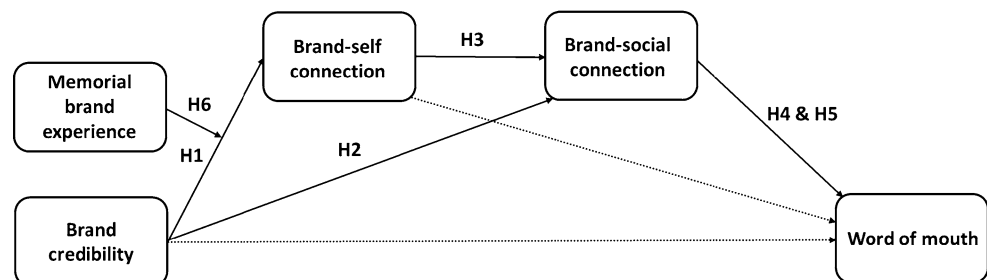 Brand-self
connection
H3
Brand-social
connection
Memorial
brand
experience
H6
H1
H2
H4 & H5
Brand
credibility
Word of mouth